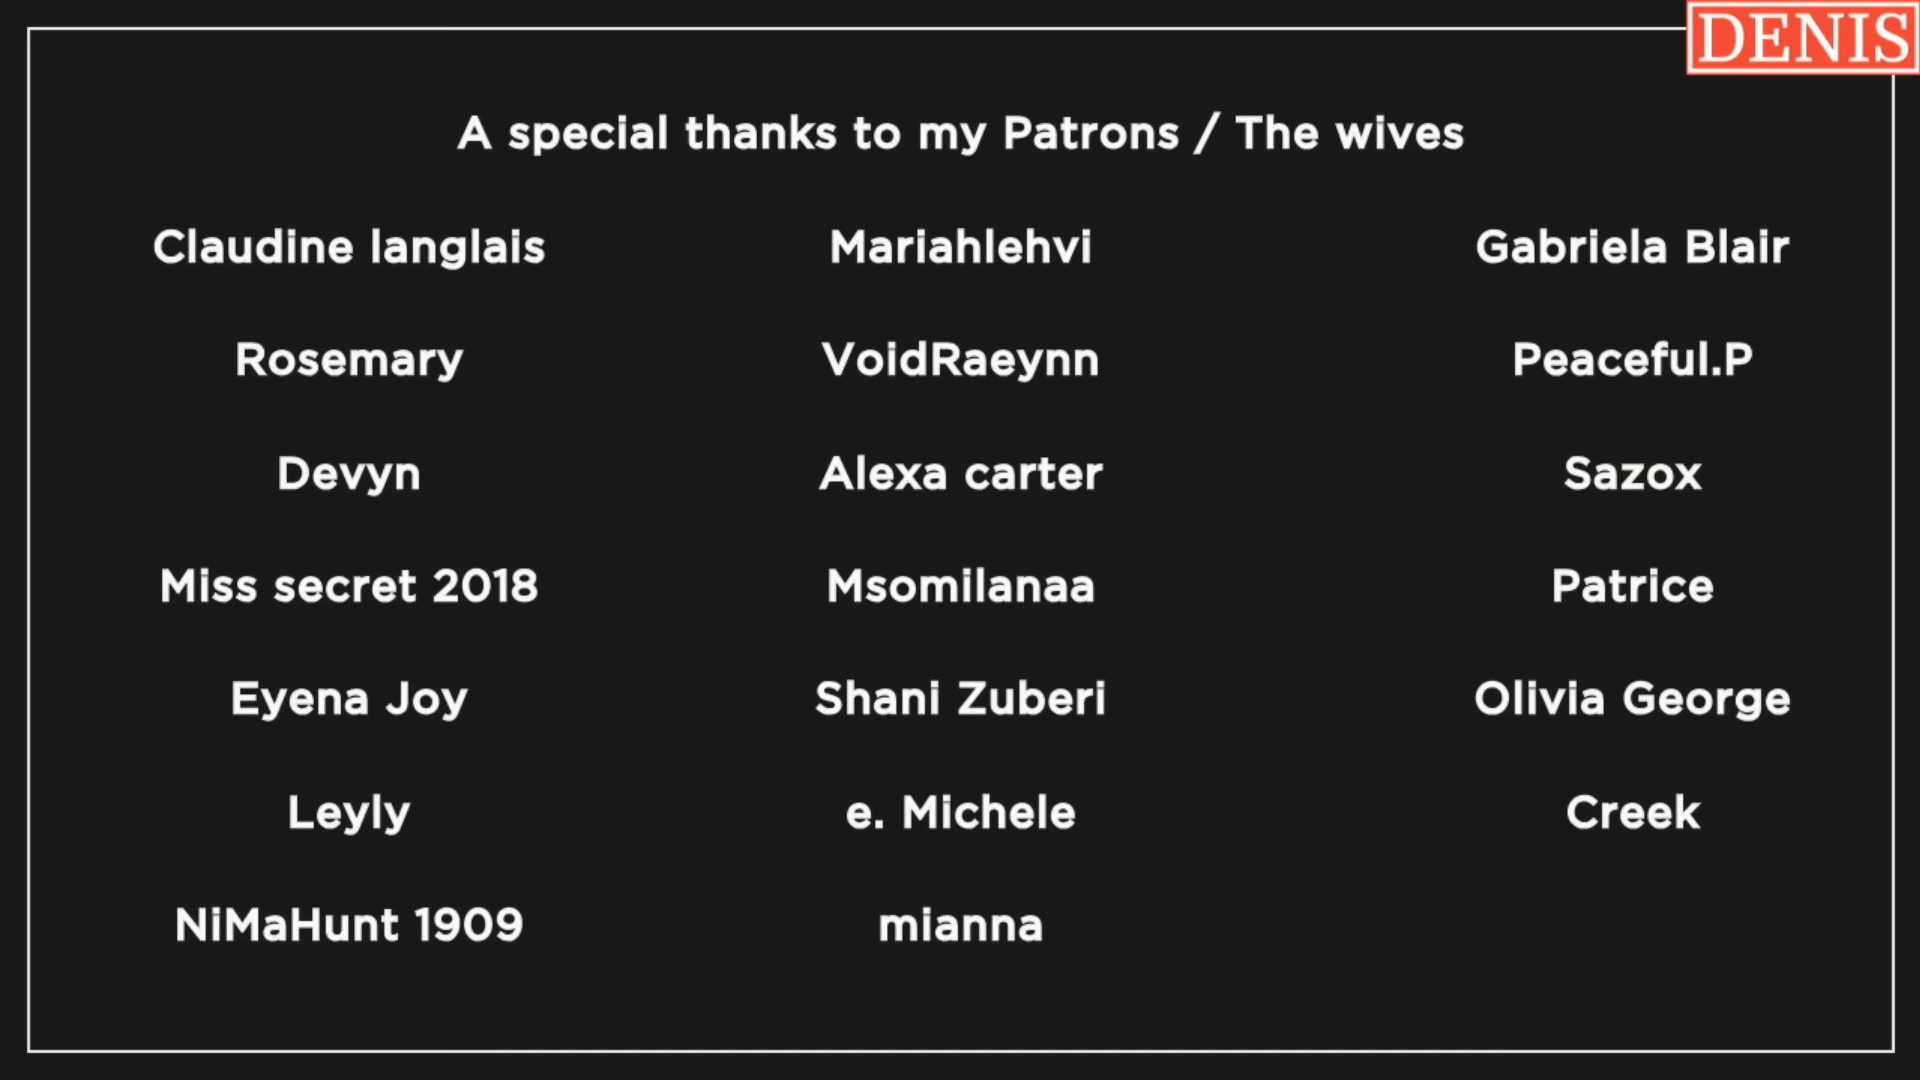 DENIS
A special thanks to my Patrons / The wives
Claudine langlais Mariahlehvi Gabriela Blair
Rosemary VoidRaeynn Peaceful.P
Devyn Alexa carter Sazox
Miss secret 2018 Msomilanaa Patrice
Eyena Joy Shani Zuberi Olivia George
Leyly e. Michele Creek
NiMaHunt 1909 mianna